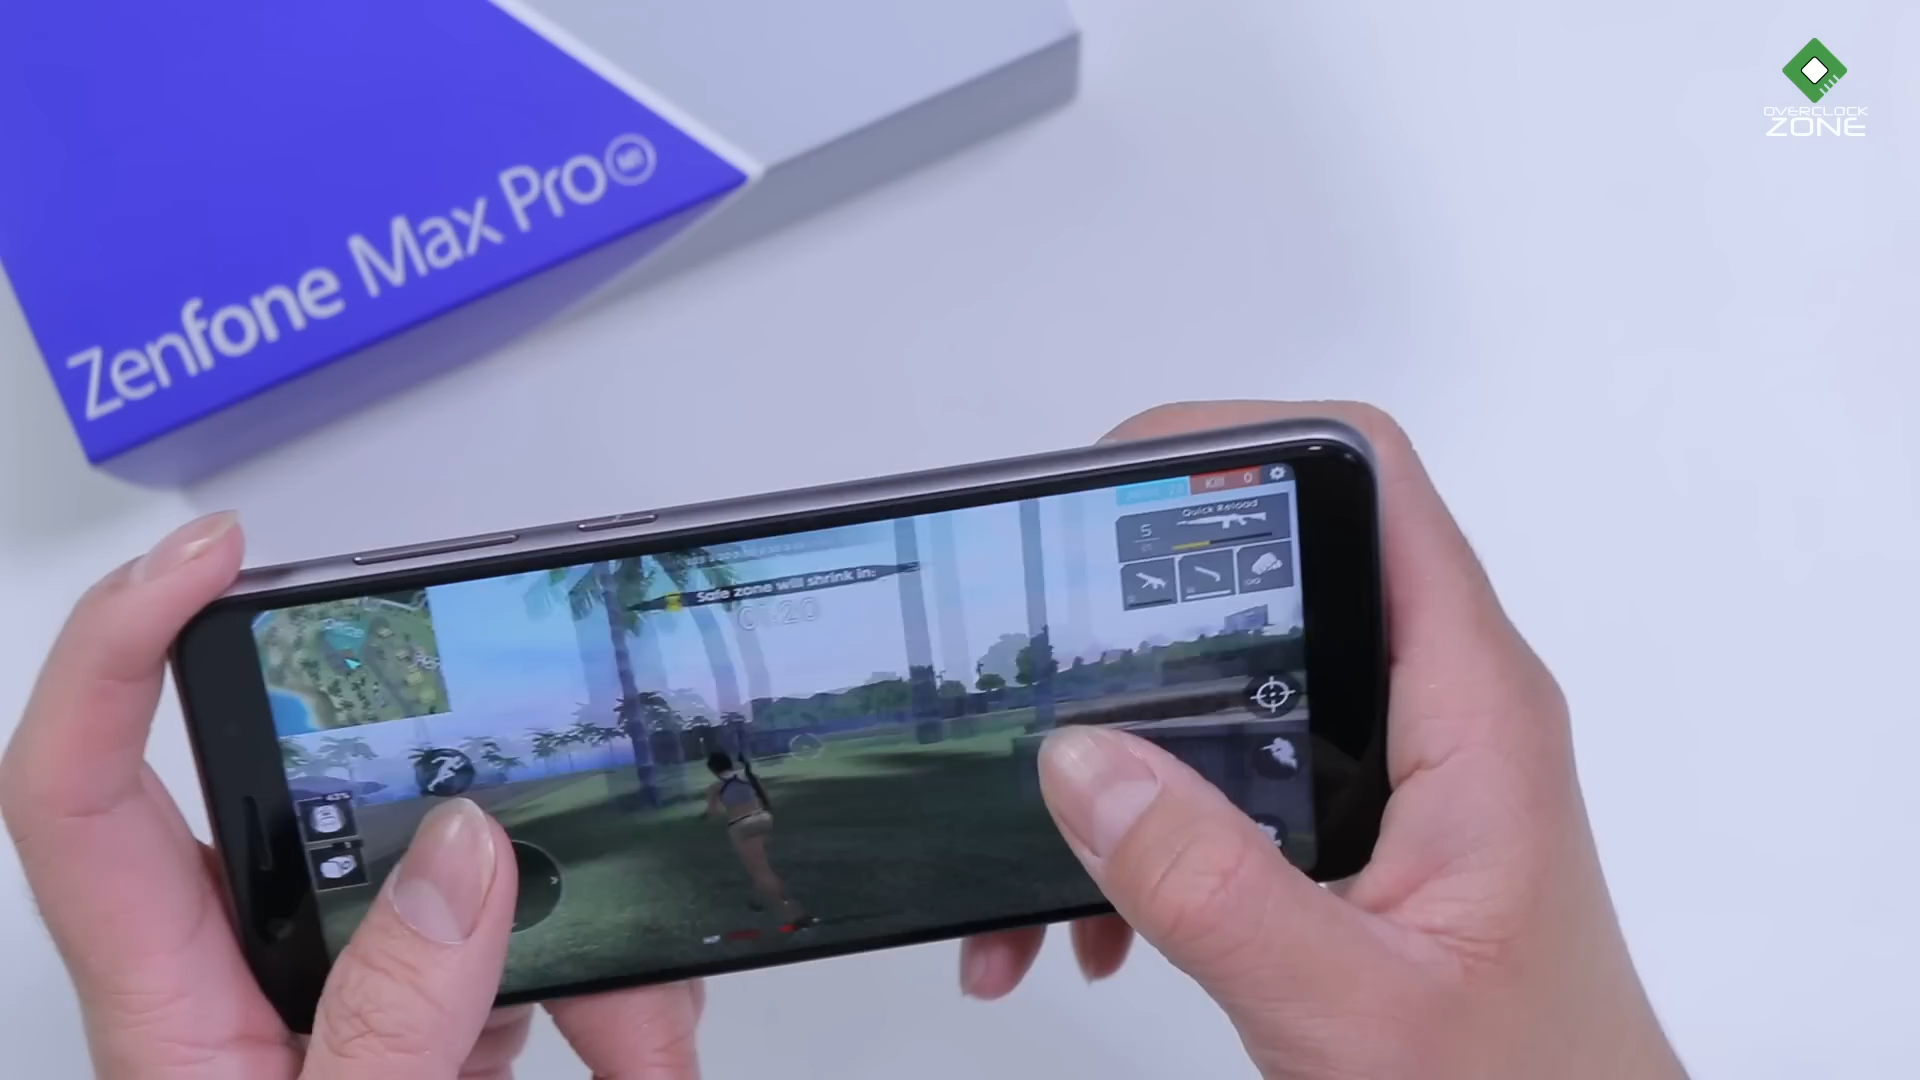 Zenfone Max Pro M1
OVERCLOCK
ZONE
Kill 0
Quick Reload
5
Safe zone will shrink in:
01:20